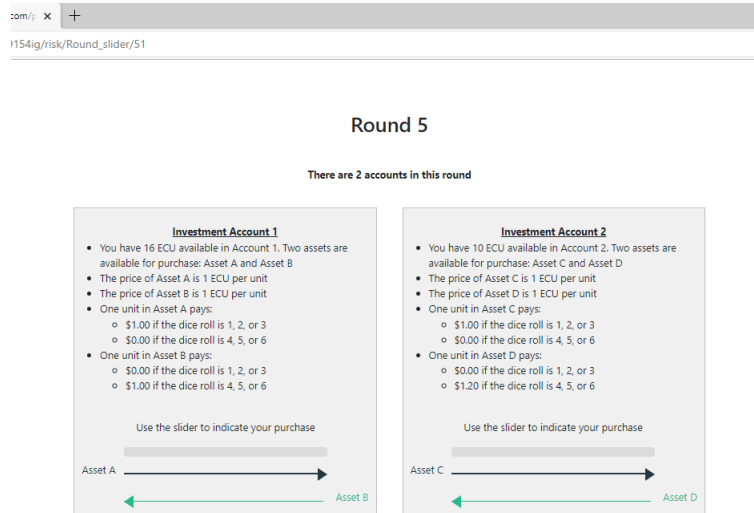 com/p
9154ig/risk/Round_slider/51
Round 5
There are 2 accounts in this round
Investment Account 1
You have 16 ECU available in Account 1. Two assets are
available for purchase: Asset A and Asset B
The price of Asset A is 1 ECU per unit
The price of Asset B is 1 ECU per unit
One unit in Asset A pays:
$1.00 if the dice roll is 1, 2, or 3
$0.00 if the dice roll is 4, 5, or 6
One unit in Asset B pays:
$0.00 if the dice roll is 1, 2, or 3
$1.00 if the dice roll is 4, 5, or 6
Use the slider to indicate your purchase
Asset A
Asset B
Investment Account 2
You have 10 ECU available in Account 2. Two assets are
available for purchase: Asset C and Asset D
The price of Asset C is 1 ECU per unit
The price of Asset D is 1 ECU per unit
One unit in Asset C pays:
$1.00 if the dice roll is 1, 2, or 3
$0.00 if the dice roll is 4, 5, or 6
One unit in Asset D pays:
$0.00 if the dice roll is 1, 2, or 3
$1.20 if the dice roll is 4, 5, or 6
Use the slider to indicate your purchase
Asset C
Asset D